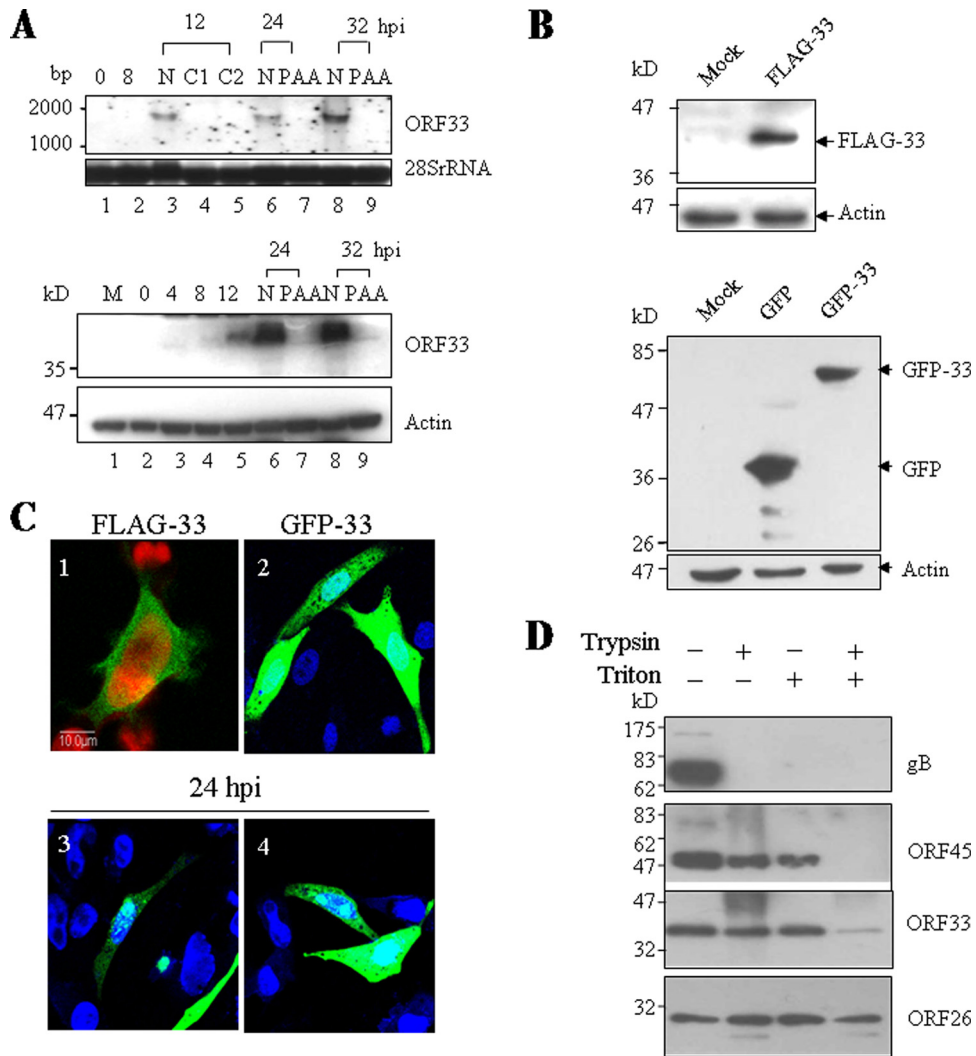 A
12 24 32 hpi
bp 0 8 N C1 C2 N PAA N PAA
2000
1000
ORF33
28SrRNA
1 2 3 4 5 6 7 8 9
24 32 hpi
kD M 0 4 8 12 N PAA N PAA
ORF33
35
47
Actin
1 2 3 4 5 6 7 8 9
B
kD Mock FLAG-33
47
FLAG-33
36
47
Actin
kD Mock GFP GFP-33
85
GFP-33
47
GFP
36
26
47
Actin
C
FLAG-33 GFP-33
1 2
10.0µm
24 hpi
3 4
D
Trypsin − + − +
Triton − − + +
kD
175
83
62
gB
83
62
47
ORF45
47
32
ORF33
32
ORF26